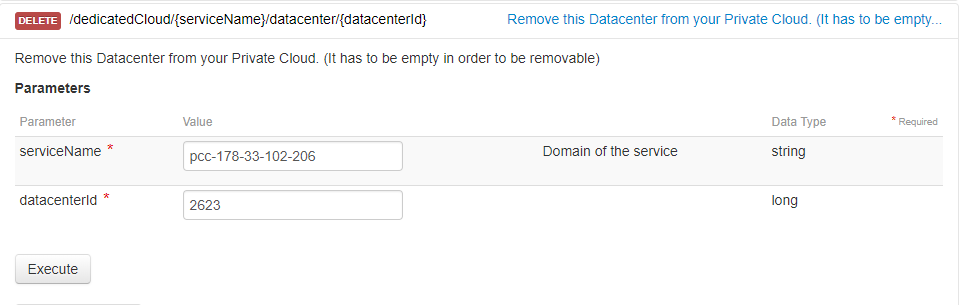 DELETE /dedicatedCloud/{serviceName}/datacenter/{datacenterId} Remove this Datacenter from your Private Cloud. (It has to be empty...
Remove this Datacenter from your Private Cloud. (It has to be empty in order to be removable)
Parameters
Parameter Value Data Type * Required
serviceName * pcc-178-33-102-206 Domain of the service string
datacenterId * 2623 long
Execute